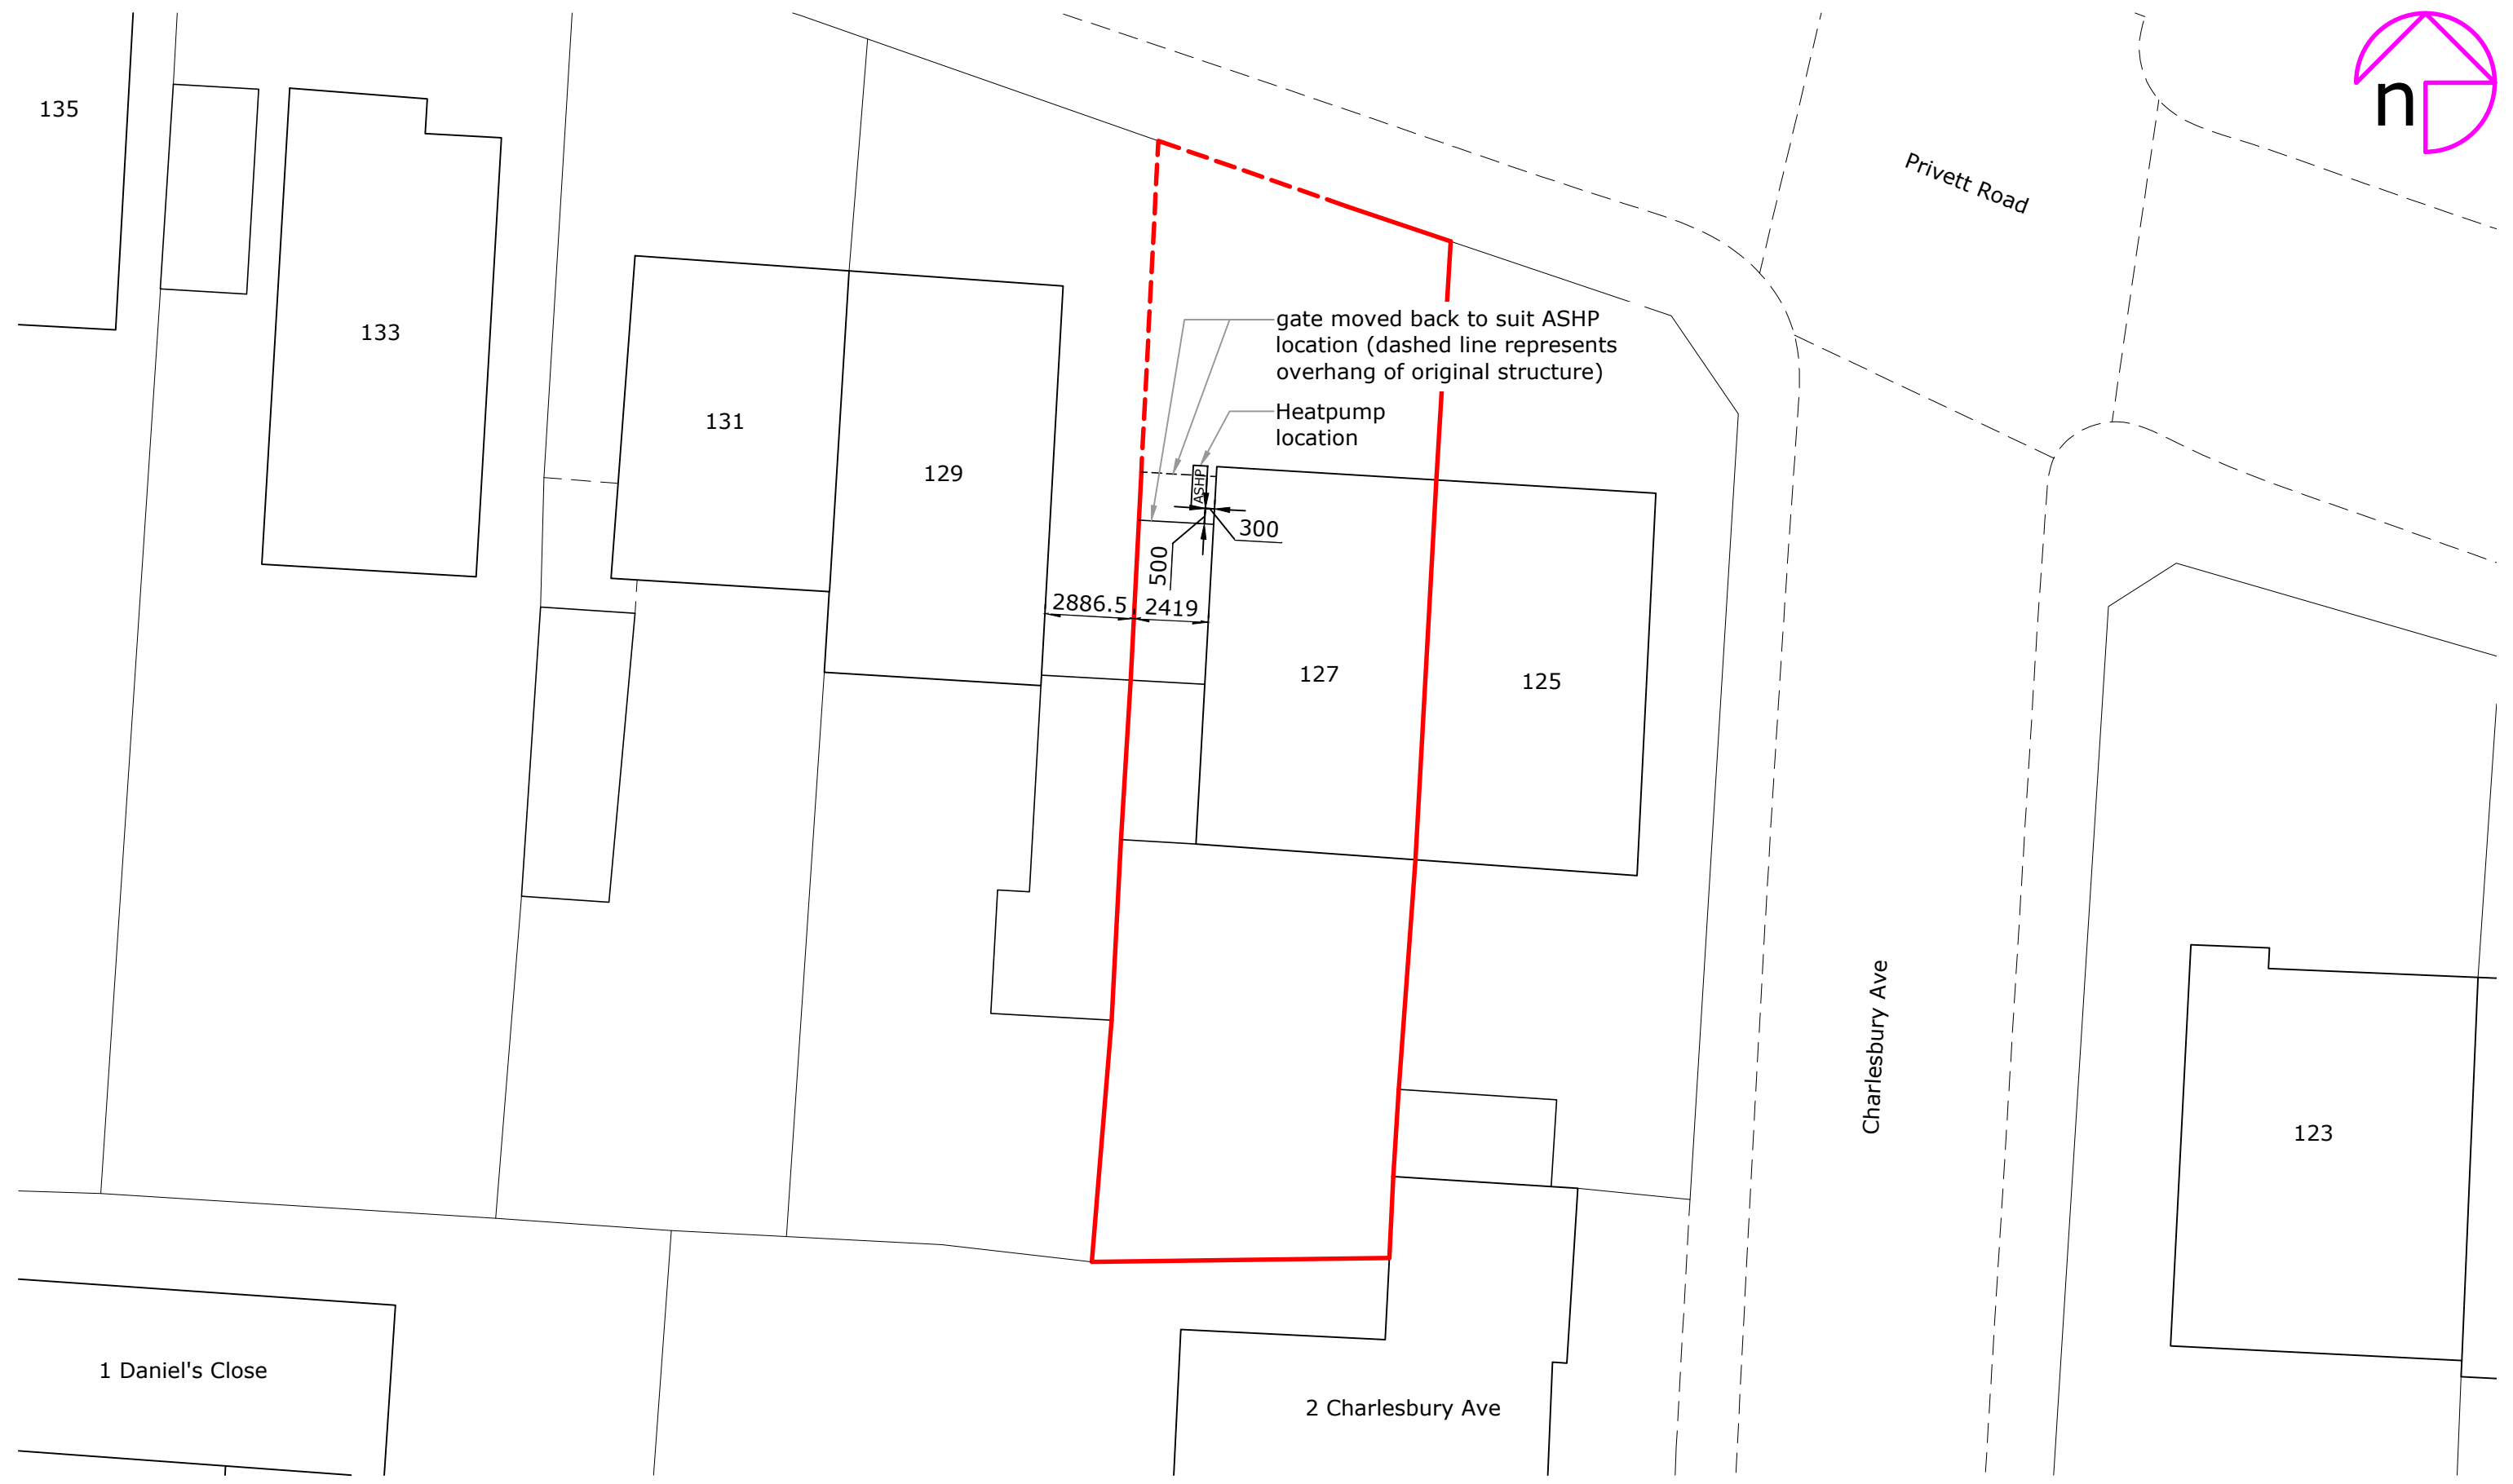 135
n
Privett Road
133
gate moved back to suit ASHP
location (dashed line represents
overhang of original structure)
131
Heatpump
location
129
ASHP
300
500
2886.5
2419
127
125
Charlesbury Ave
123
1 Daniel's Close
2 Charlesbury Ave